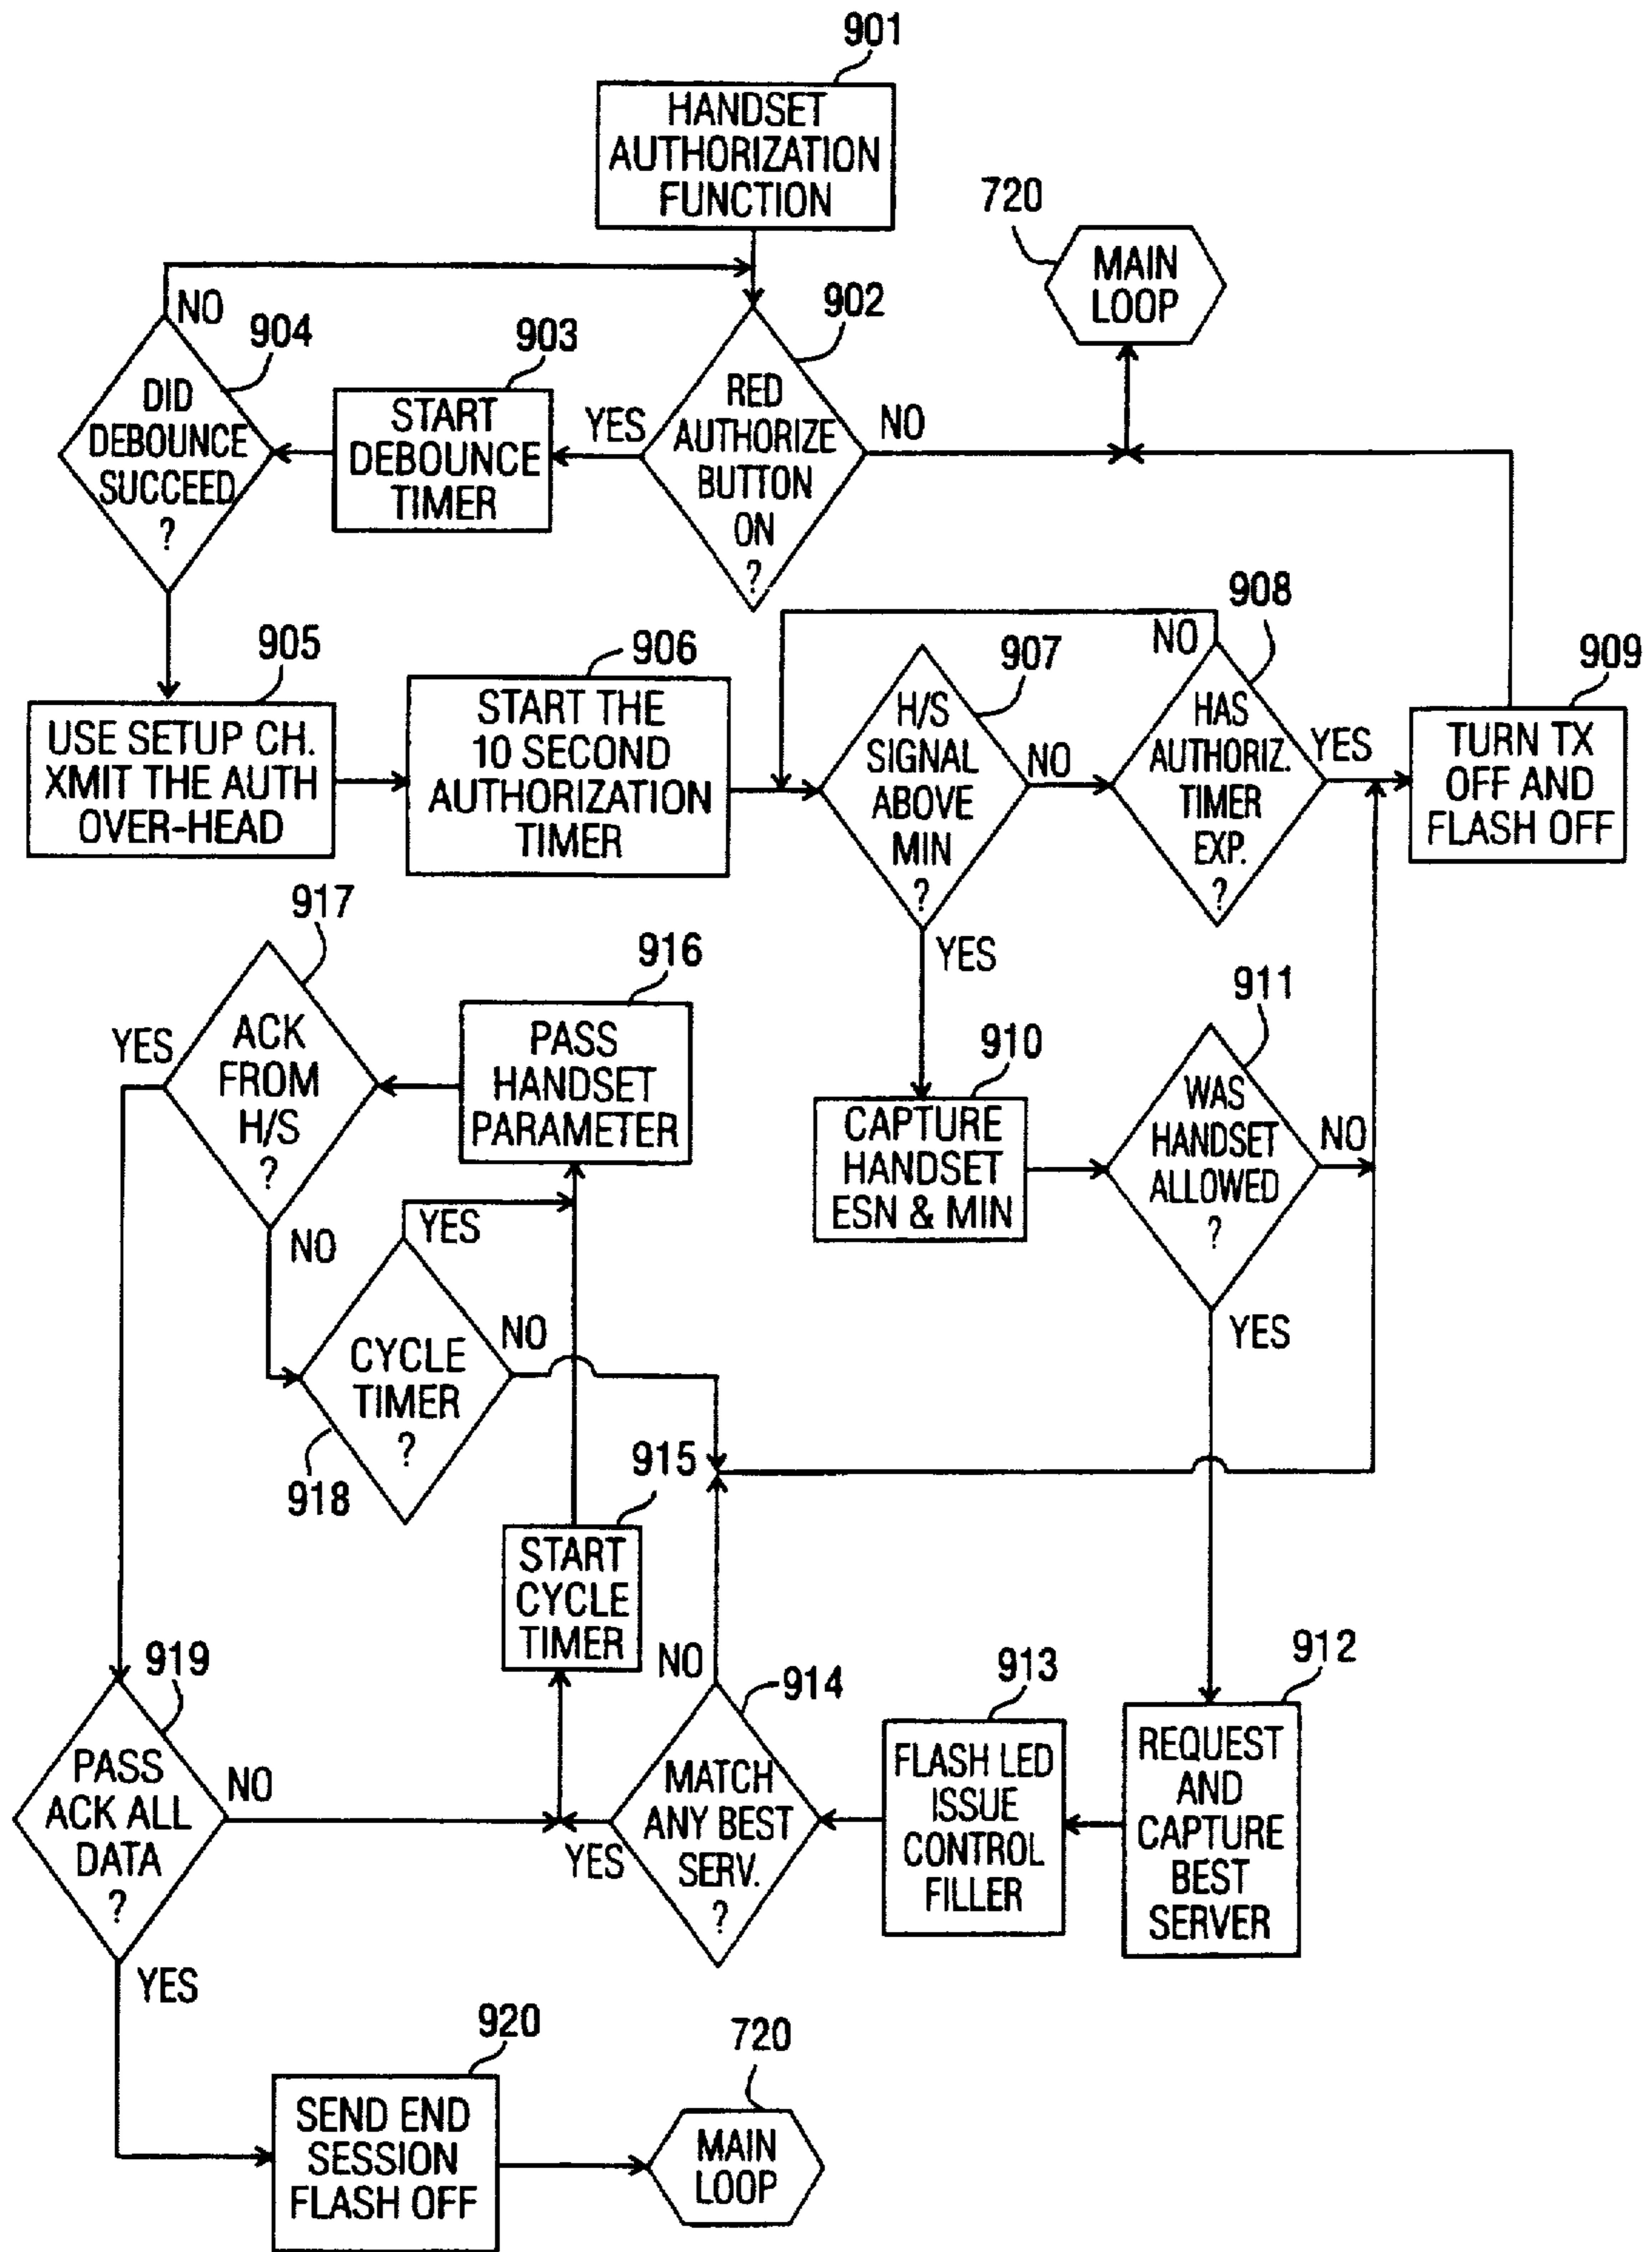 901
HANDSET
AUTHORIZATION
FUNCTION
720
MAIN
LOOP
902
RED
AUTHORIZE
BUTTON
ON
?
NO
YES
903
START
DEBOUNCE
TIMER
904
NO
DID
DEBOUNCE
SUCCEED
?
905
USE SETUP CH.
XMIT THE AUTH
OVER-HEAD
906
START THE
10 SECOND
AUTHORIZATION
TIMER
907
H/S
SIGNAL
ABOVE
MIN
?
NO
YES
908
NO
HAS
AUTHORIZ.
TIMER
EXP.
?
YES
909
TURN TX
OFF AND
FLASH OFF
910
CAPTURE
HANDSET
ESN & MIN
911
WAS
HANDSET
ALLOWED
?
NO
YES
917
YES
ACK
FROM
H/S
?
NO
916
PASS
HANDSET
PARAMETER
YES
CYCLE
TIMER
?
NO
918
915
START
CYCLE
TIMER
912
REQUEST
AND
CAPTURE
BEST
SERVER
913
FLASH LED
ISSUE
CONTROL
FILLER
914
NO
MATCH
ANY BEST
SERV.
?
YES
919
PASS
ACK ALL
DATA
?
NO
YES
920
SEND END
SESSION
FLASH OFF
720
MAIN
LOOP